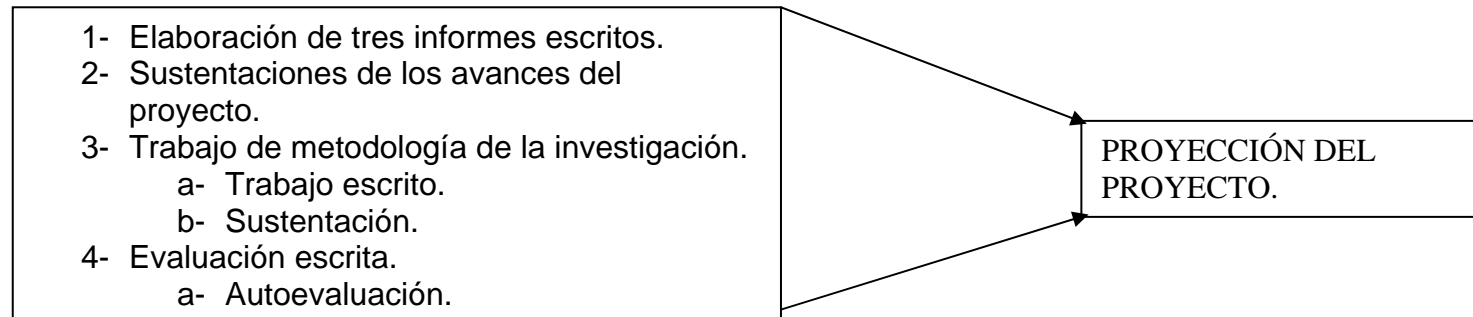 1- Elaboración de tres informes escritos.
2- Sustentaciones de los avances del
proyecto.
3- Trabajo de metodología de la investigación.
a- Trabajo escrito.
b- Sustentación.
4- Evaluación escrita.
a- Autoevaluación.
PROYECCIÓN DEL
PROYECTO.